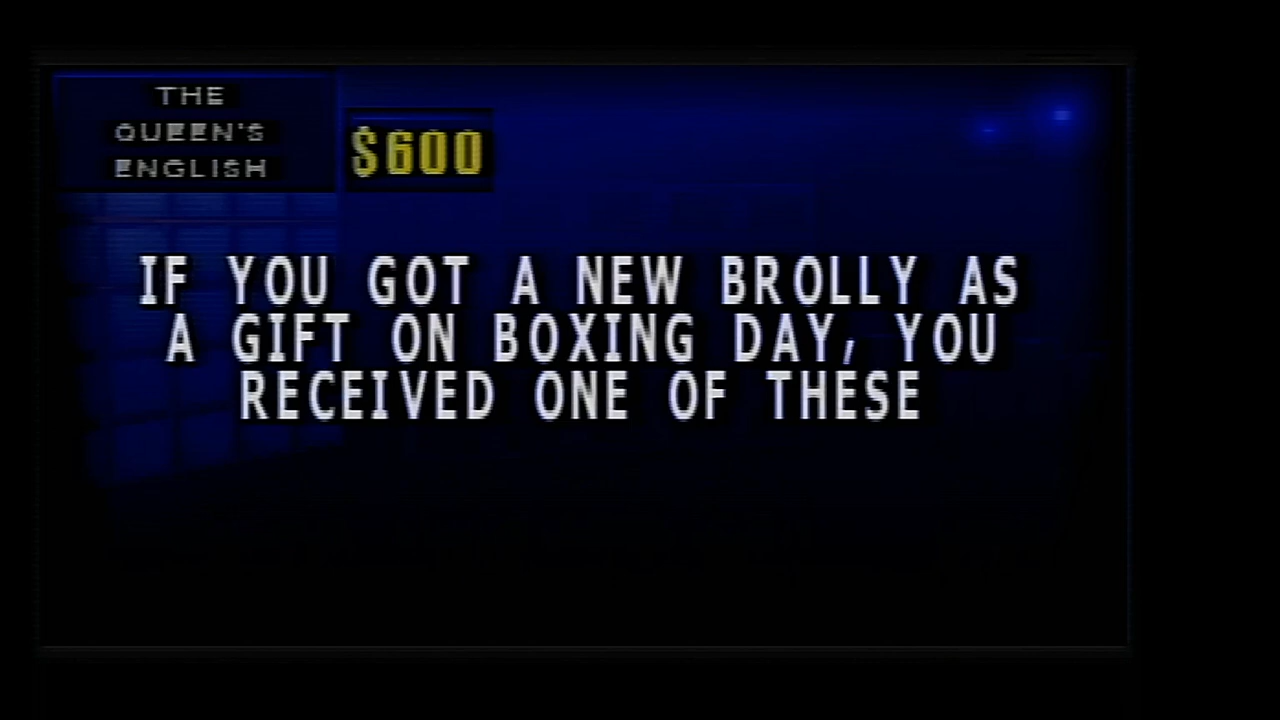 THE
QUEEN'S
ENGLISH
$600
IF YOU GOT A NEW BROLLY AS
A GIFT ON BOXING DAY, YOU
RECEIVED ONE OF THESE